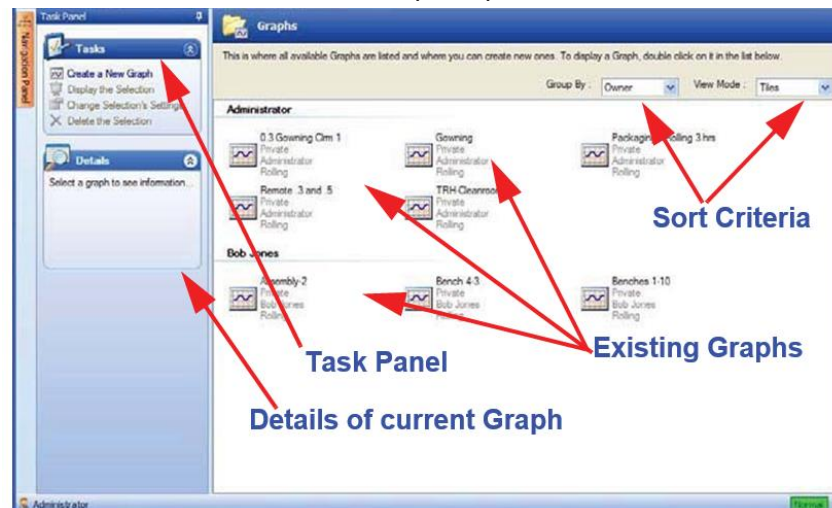 Task Panel
Navigation Panel
Tasks
Create a New Graph
Display the Selection
Change Selection's Settings
Delete the Selection
Details
Select a graph to see information...
Graphs
This is where all available Graphs are listed and where you can create new ones. To display a Graph, double click on it in the list below.
Group By : Owner View Mode : Tiles
Administrator
0.3 Gowning Clm 1
Private
Administrator
Rolling
Gowning
Private
Administrator
Rolling
Rolling 3 hrs
Private
Administrator
Rolling
Remote .3 and .5
Private
Administrator
Rolling
TRH
Private
Administrator
Rolling
Bob Jones
Assembly-2
Private
Bob Jones
Rolling
Bench 4-3
Private
Bob Jones
Rolling
Benches 1-10
Private
Bob Jones
Rolling
Sort Criteria
Existing Graphs
Task Panel
Details of current Graph
Administrator
Normal